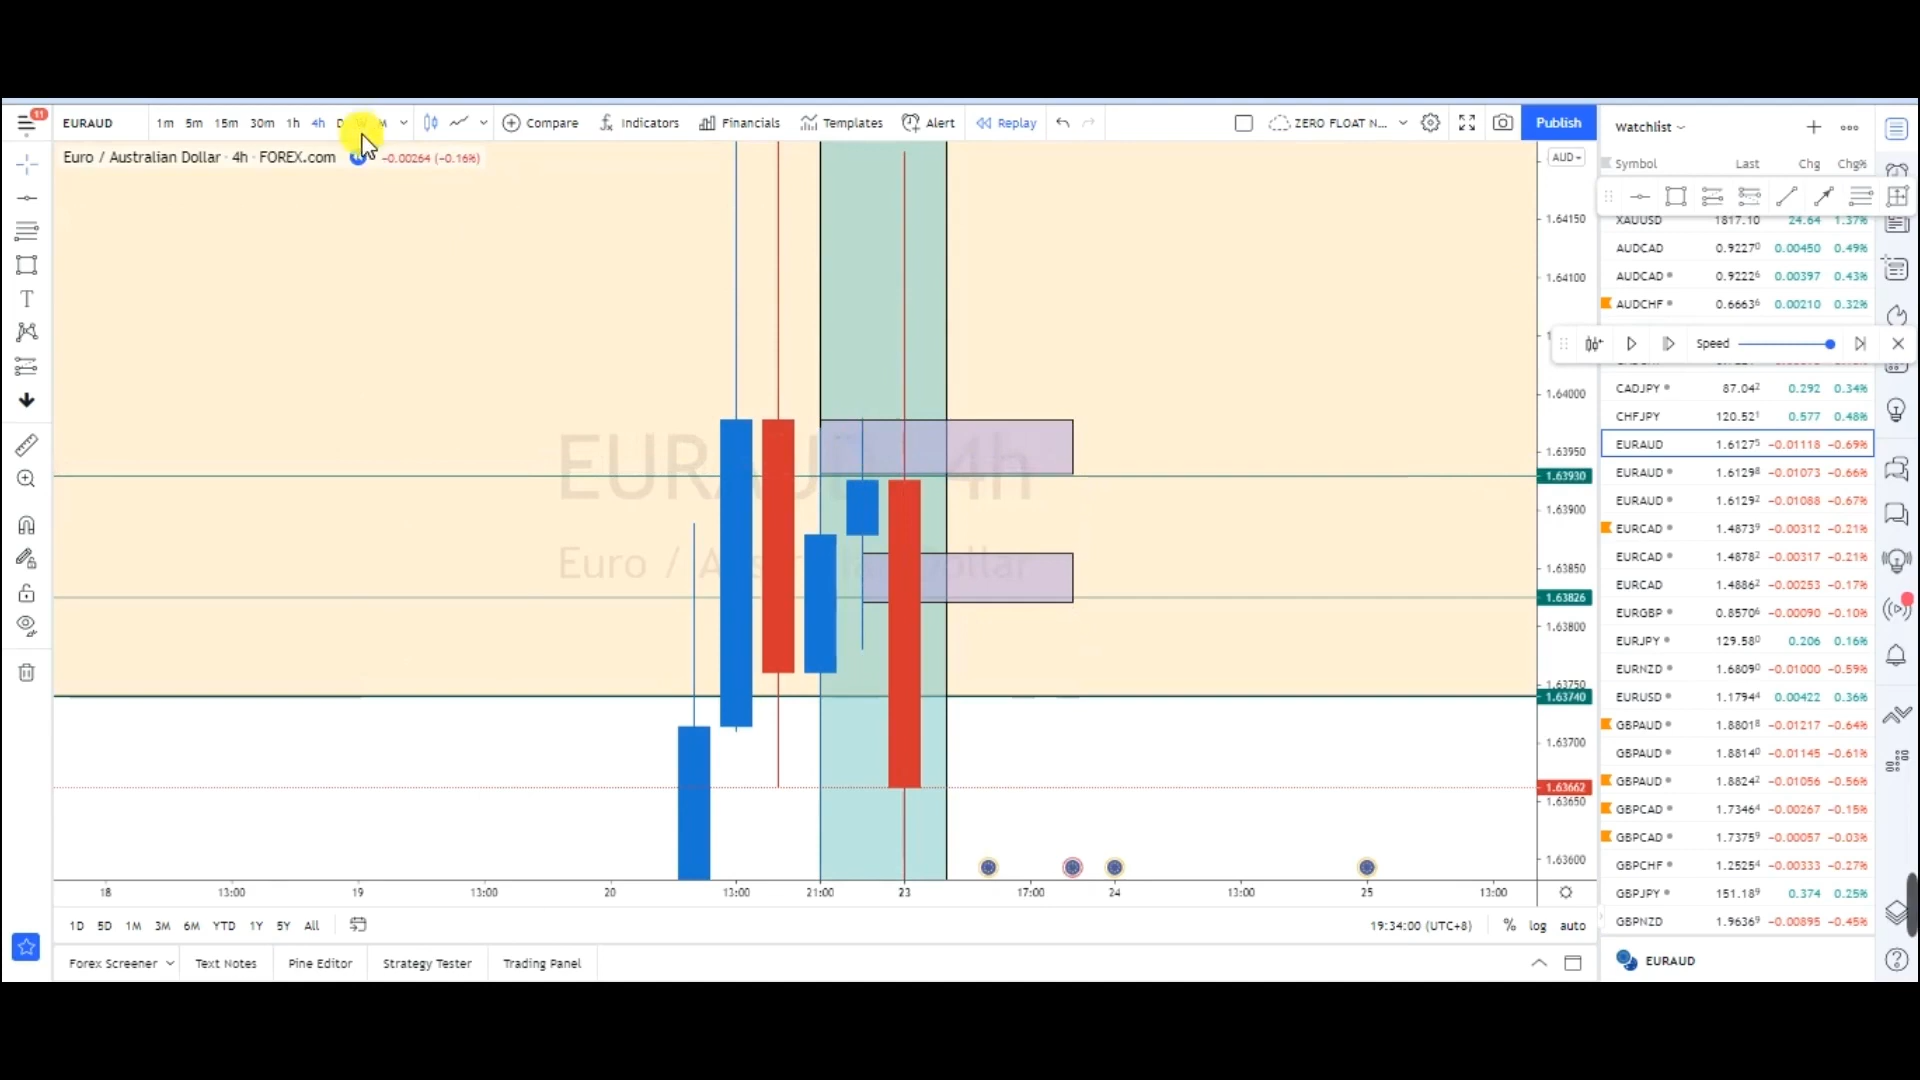 11
EURAUD 1m 5m 15m 30m 1h 4h D W M Compare Indicators Financials Templates Alert Replay ZERO FLOAT N... Publish
Euro / Australian Dollar · 4h · FOREX.com −0.00264 (−0.16%)
AUD
1.64150
1.64100
1.64000
1.63950
1.63930
1.63900
1.63850
1.63826
1.63800
1.63750
1.63740
1.63700
1.63662
1.63650
1.63600
EURAUD, 4h
Euro / Australian Dollar
18 13:00 19 13:00 20 13:00 21:00 23 17:00 24 13:00 25 13:00
1D 5D 1M 3M 6M YTD 1Y 5Y All 19:34:00 (UTC+8) % log auto
Forex Screener Text Notes Pine Editor Strategy Tester Trading Panel
Watchlist
Symbol Last Chg Chg%
XAUUSD 1817.10 24.64 1.37%
AUDCAD 0.92270 0.00450 0.49%
AUDCAD 0.92226 0.00397 0.43%
AUDCHF 0.66636 0.00210 0.32%
Speed
CADJPY 87.042 0.292 0.34%
CHFJPY 120.521 0.577 0.48%
EURAUD 1.61275 −0.01118 −0.69%
EURAUD 1.61298 −0.01073 −0.66%
EURAUD 1.61292 −0.01088 −0.67%
EURCAD 1.48739 −0.00312 −0.21%
EURCAD 1.48782 −0.00317 −0.21%
EURCAD 1.48862 −0.00253 −0.17%
EURGBP 0.85706 −0.00090 −0.10%
EURJPY 129.580 0.206 0.16%
EURNZD 1.68090 −0.01000 −0.59%
EURUSD 1.17944 0.00422 0.36%
GBPAUD 1.88018 −0.01217 −0.64%
GBPAUD 1.88140 −0.01145 −0.61%
GBPAUD 1.88242 −0.01056 −0.56%
GBPCAD 1.73464 −0.00267 −0.15%
GBPCAD 1.73759 −0.00057 −0.03%
GBPCHF 1.25254 −0.00333 −0.27%
GBPJPY 151.189 0.374 0.25%
GBPNZD 1.96369 −0.00895 −0.45%
EURAUD